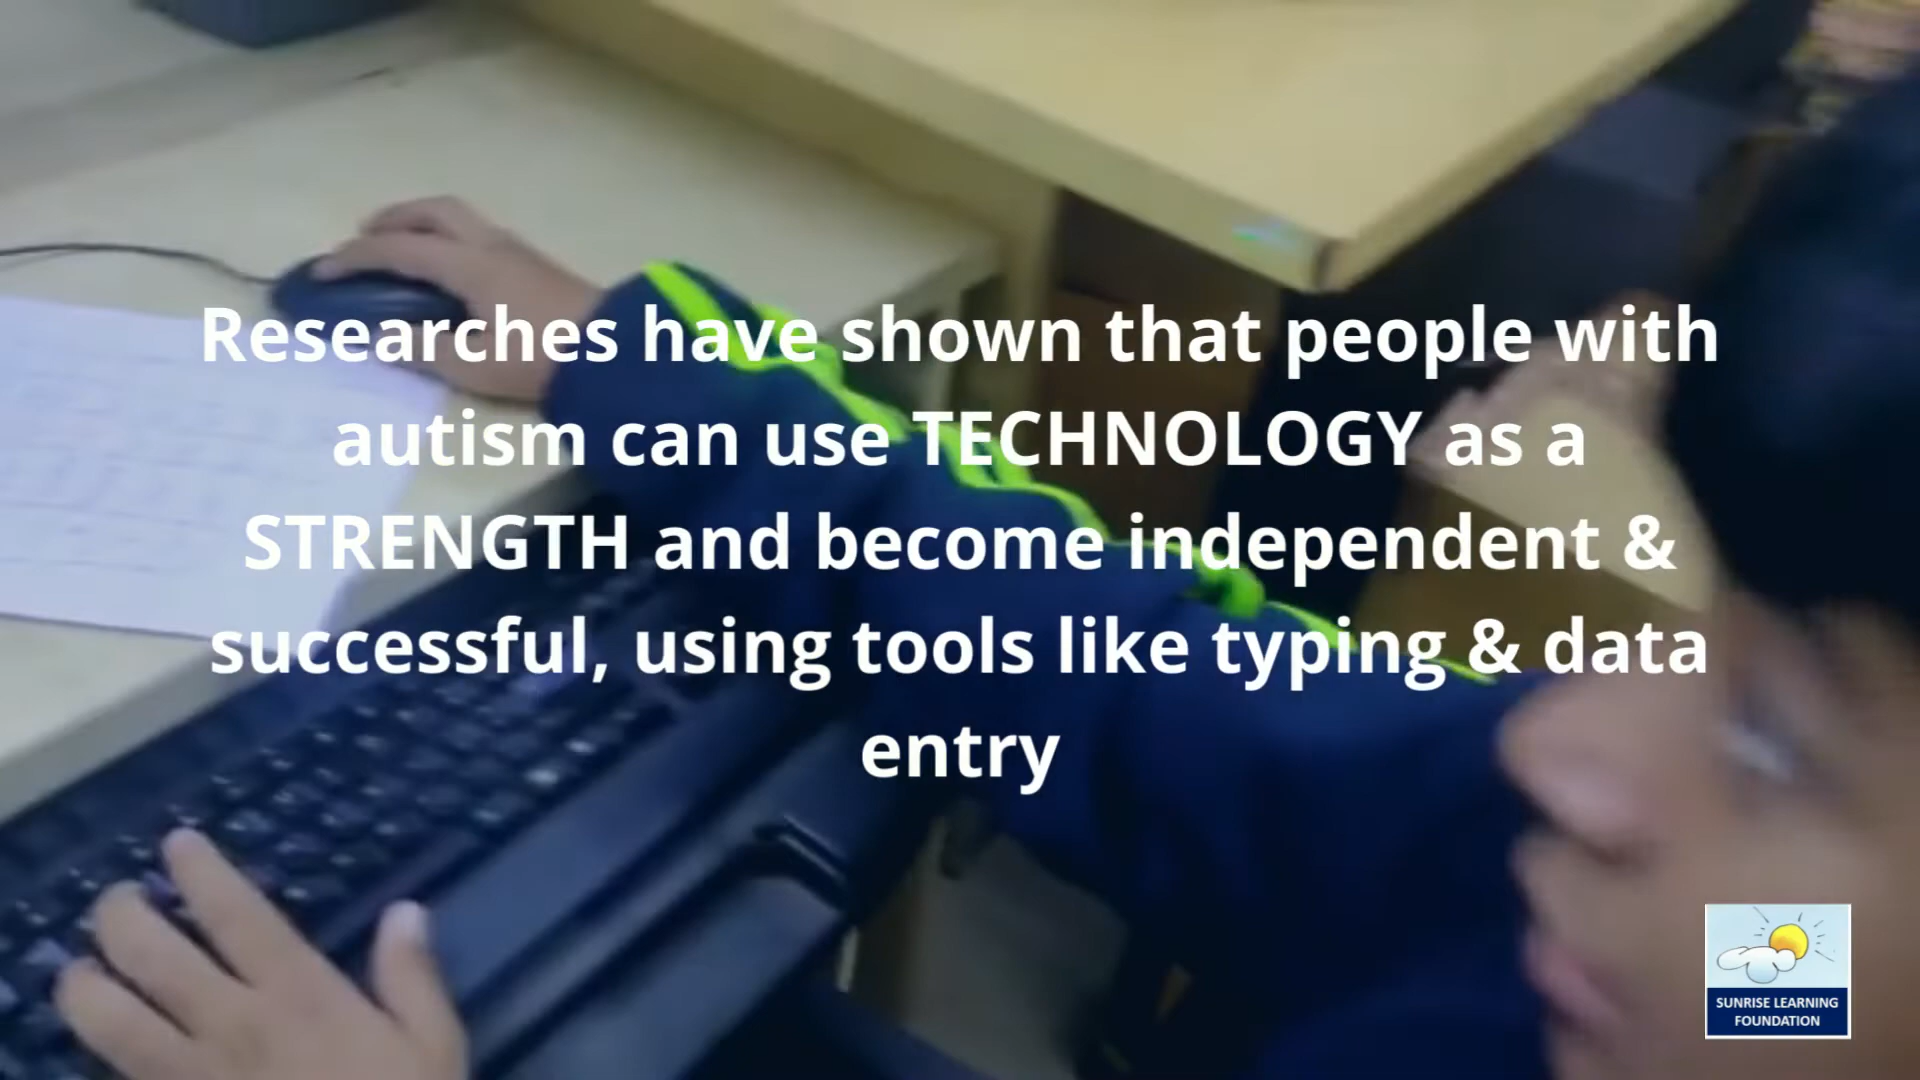 Researches have shown that people with
autism can use TECHNOLOGY as a
STRENGTH and become independent &
successful, using tools like typing & data
entry
SUNRISE LEARNING
FOUNDATION